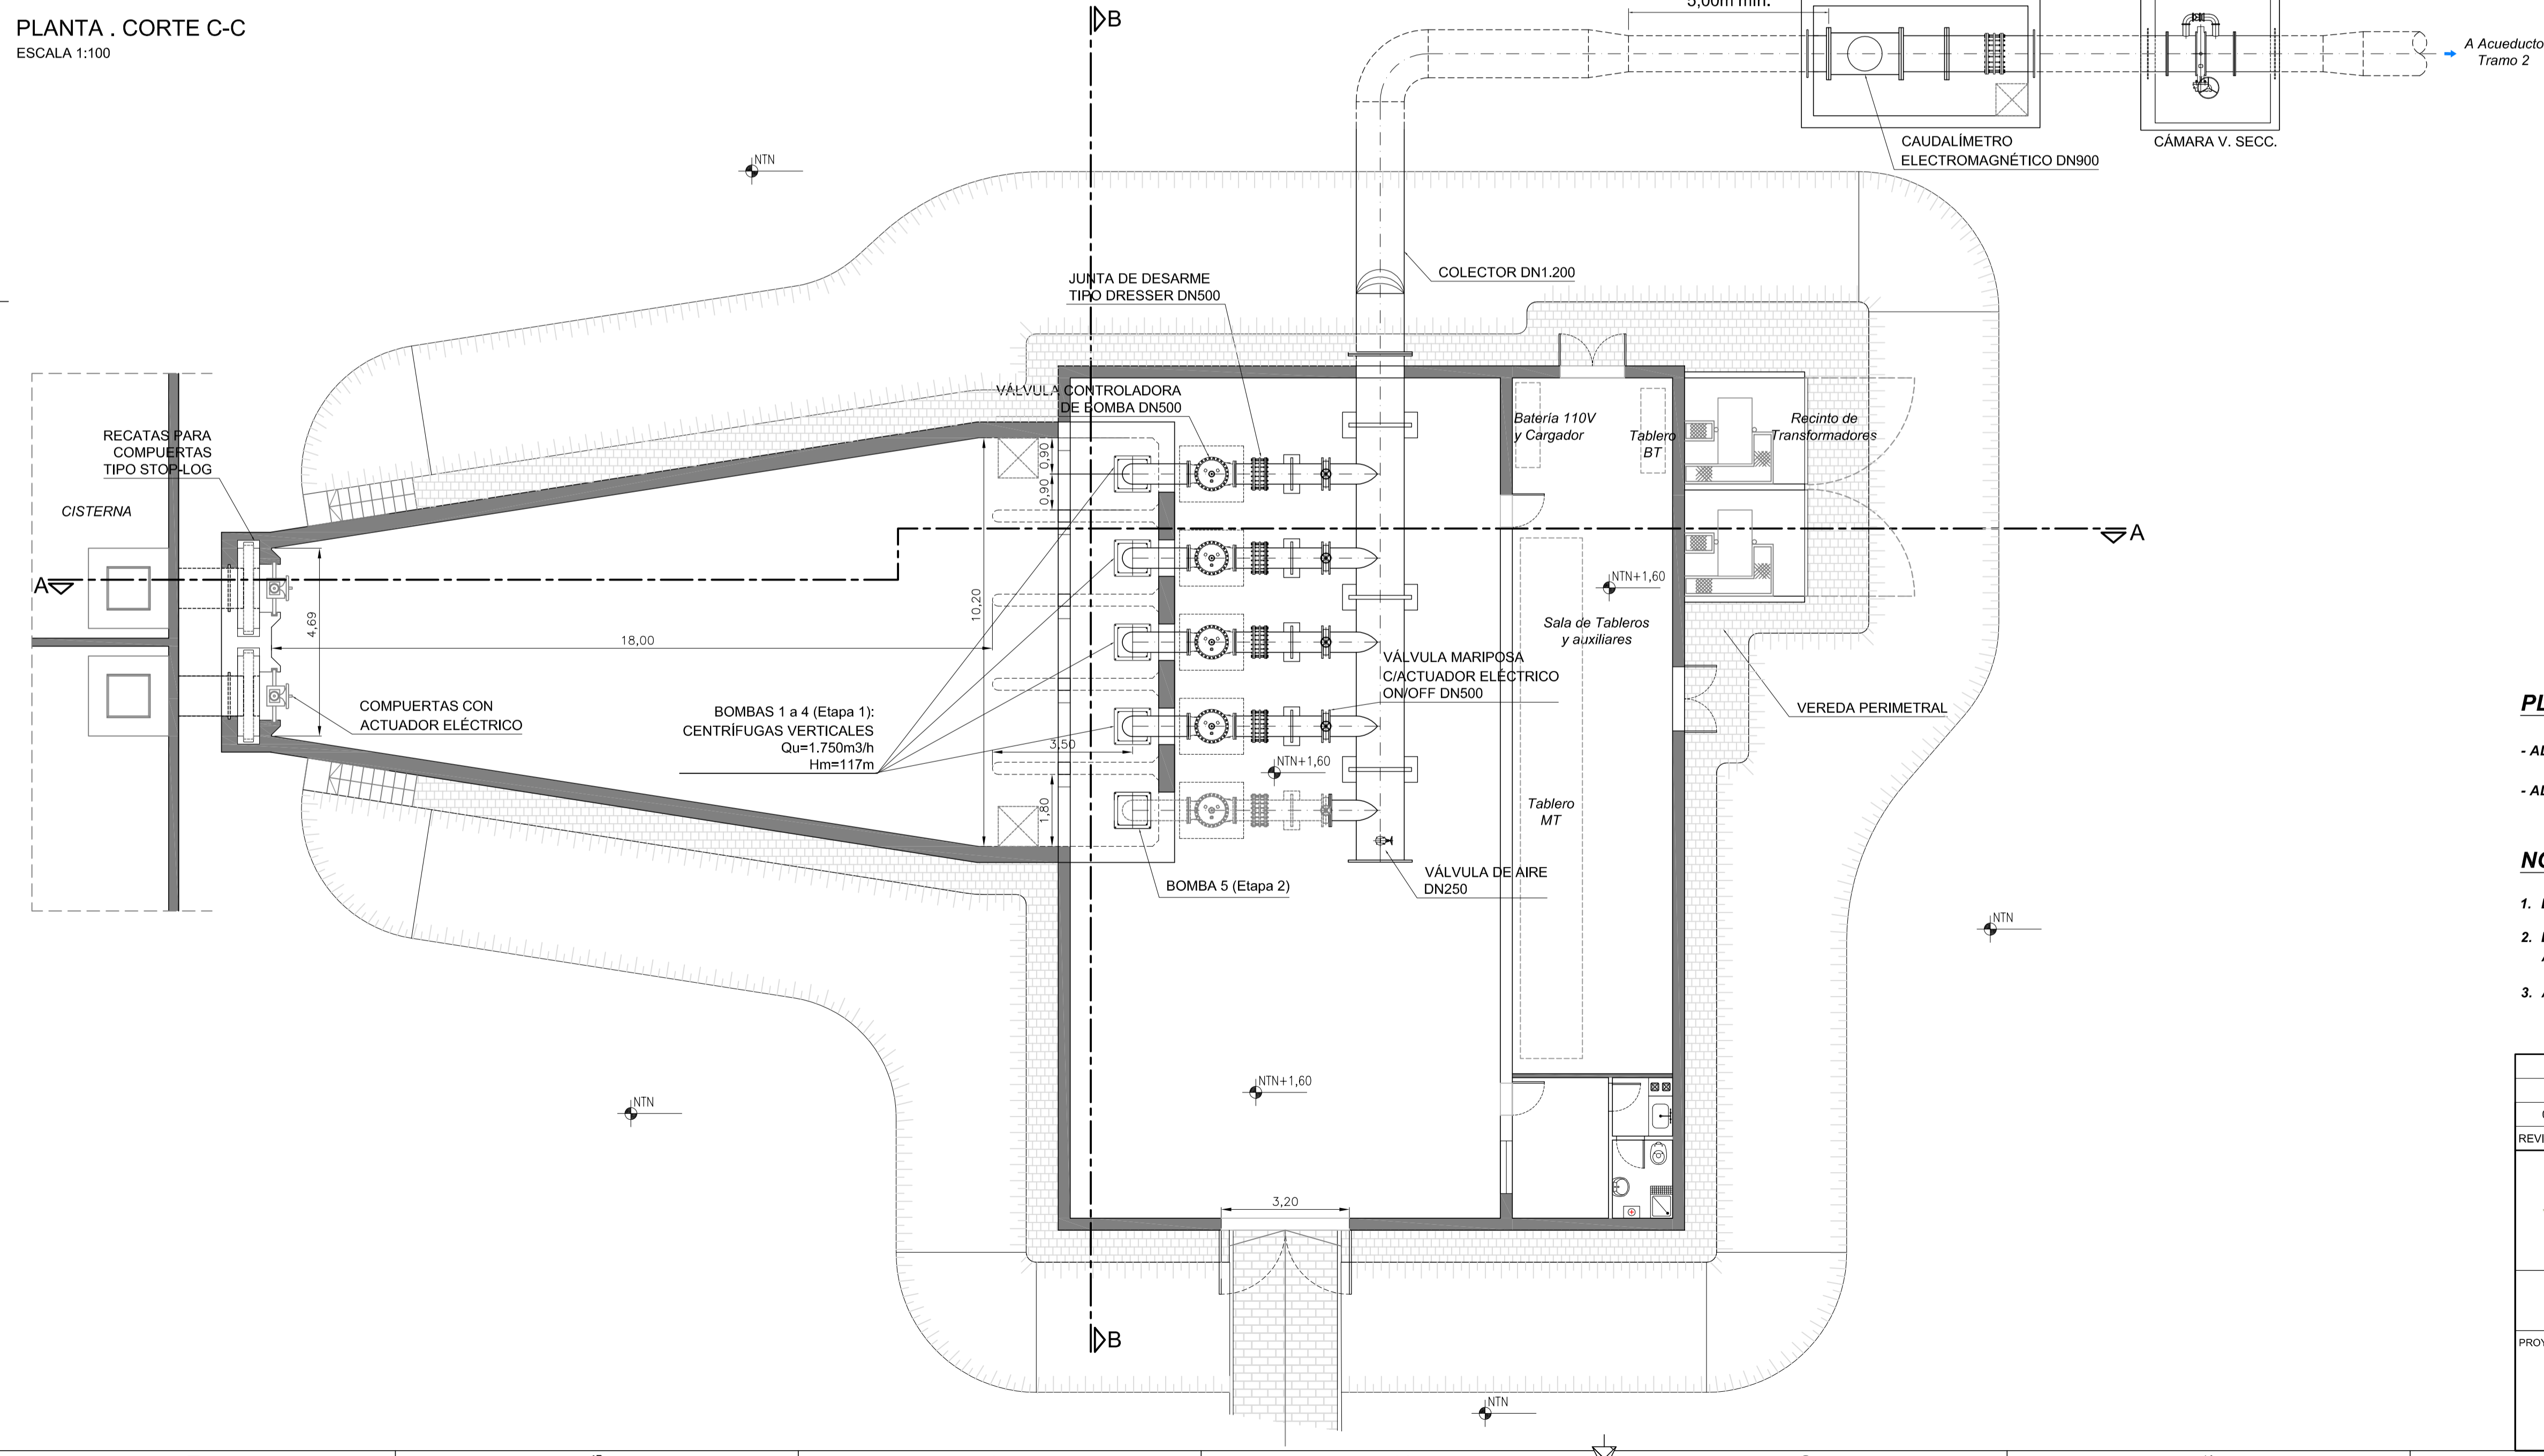 PLANTA . CORTE C-C
ESCALA 1:100
B
5,00m min.
A Acueducto
Tramo 2
CAUDALÍMETRO
ELECTROMAGNÉTICO DN900
CÁMARA V. SECC.
NTN
JUNTA DE DESARME
TIPO DRESSER DN500
COLECTOR DN1.200
VÁLVULA CONTROLADORA
DE BOMBA DN500
RECATAS PARA
COMPUERTAS
TIPO STOP-LOG
CISTERNA
Batería 110V
y Cargador
Tablero
BT
Recinto de
Transformadores
0,90
0,90
A
A
4,69
18,00
10,20
NTN+1,60
Sala de Tableros
y auxiliares
VÁLVULA MARIPOSA
C/ACTUADOR ELÉCTRICO
ON/OFF DN500
COMPUERTAS CON
ACTUADOR ELÉCTRICO
BOMBAS 1 a 4 (Etapa 1):
CENTRÍFUGAS VERTICALES
Qu=1.750m3/h
Hm=117m
3,50
1,80
NTN+1,60
VEREDA PERIMETRAL
Tablero
MT
BOMBA 5 (Etapa 2)
VÁLVULA DE AIRE
DN250
NTN
NTN+1,60
NTN
3,20
B
NTN
1.
2.
3.
REVI
PROY